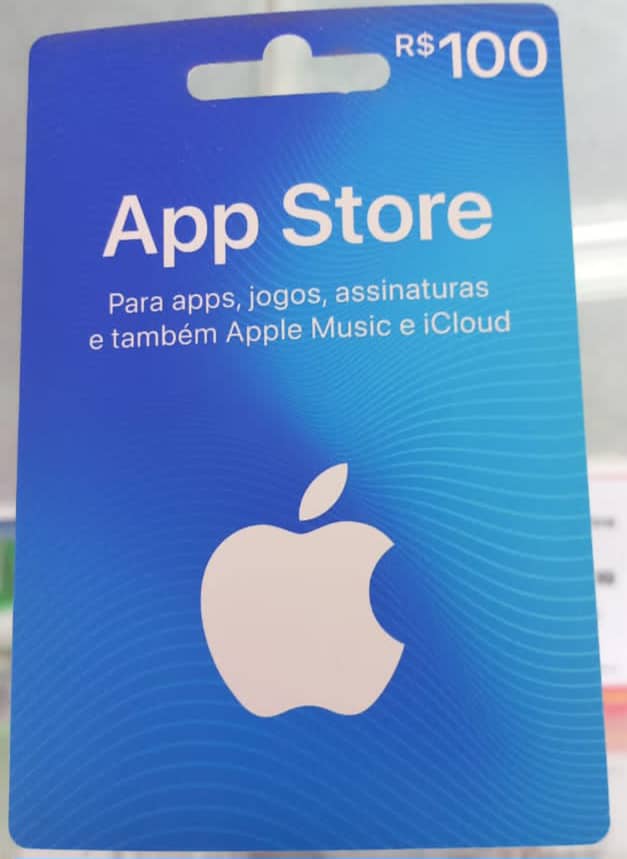 R$100
App Store
Para apps, jogos, assinaturas
e também Apple Music e iCloud